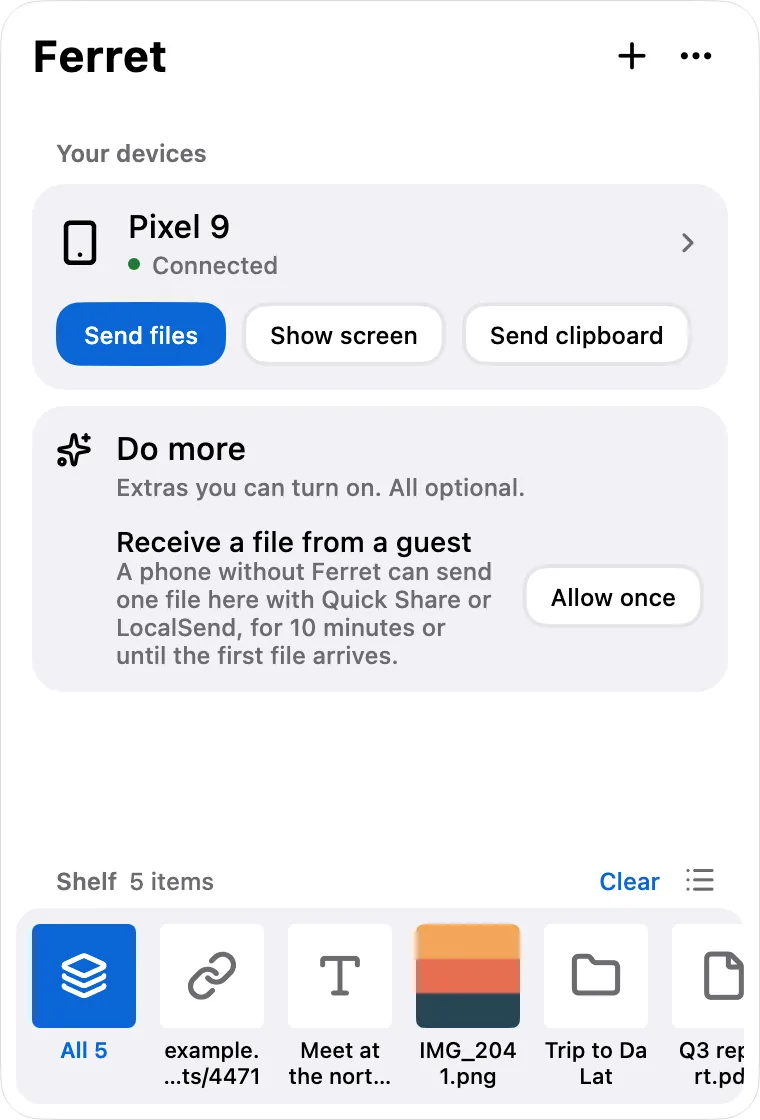 Ferret
Your devices
Pixel 9
Connected
Send files
Show screen
Send clipboard
Do more
Extras you can turn on. All optional.
Receive a file from a guest
A phone without Ferret can send
one file here with Quick Share or
LocalSend, for 10 minutes or
until the first file arrives.
Allow once
Shelf 5 items
Clear
All 5
example.
...ts/4471
Meet at
the nort...
IMG_204
1.png
Trip to Da
Lat
Q3 rep
rt.pd